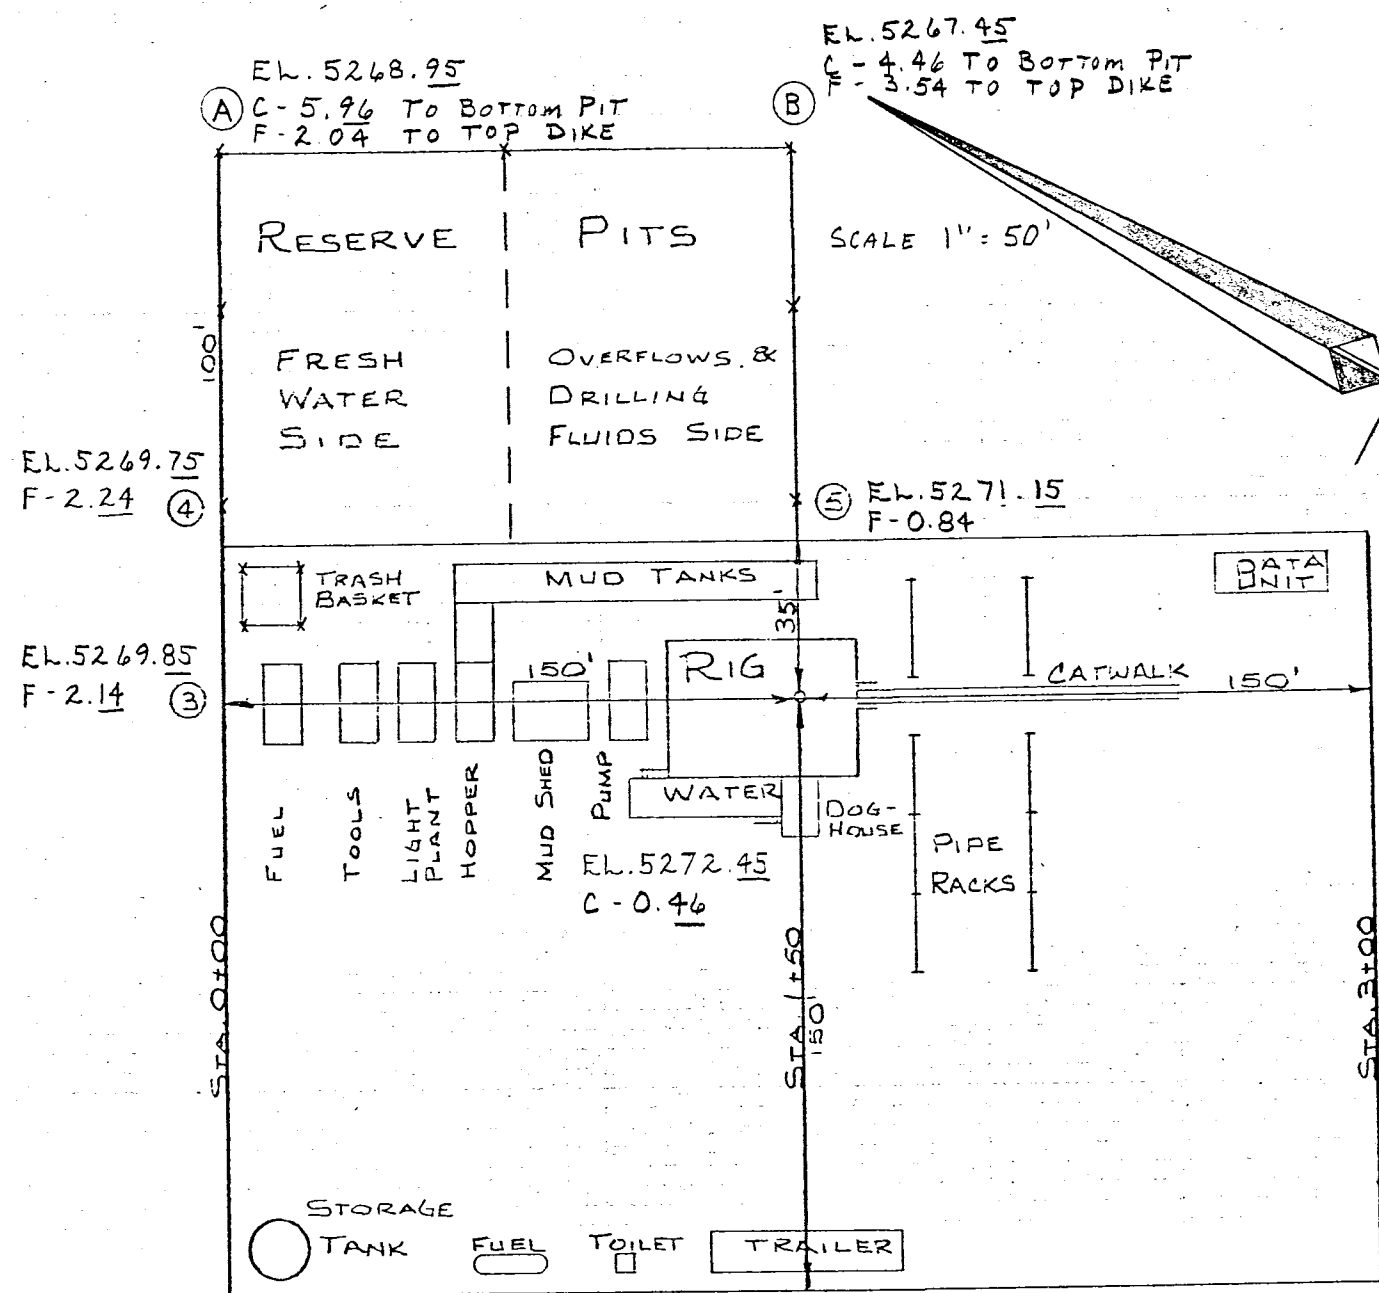 EL. 5268.95
A C - 5.96 TO BOTTOM PIT
F - 2.04 TO TOP DIKE
EL. 5267.45
B C - 4.46 TO BOTTOM PIT
F - 3.54 TO TOP DIKE
RESERVE PITS
SCALE 1" = 50'
100'
FRESH
WATER
SIDE
OVERFLOWS &
DRILLING
FLUIDS SIDE
EL. 5269.75
F - 2.24 4
5 EL. 5271.15
F - 0.84
TRASH
BASKET
MUD TANKS
DATA
UNIT
35'
EL. 5269.85
F - 2.14 3
150'
RIG
CATWALK
150'
FUEL
TOOLS
LIGHT
PLANT
HOPPER
MUD SHED
PUMP
WATER
DOG-
HOUSE
PIPE
RACKS
EL. 5272.45
C - 0.46
STA. 0+00
STA. 1+50
150'
STA. 3+00
STORAGE
TANK
FUEL
TOILET
TRAILER